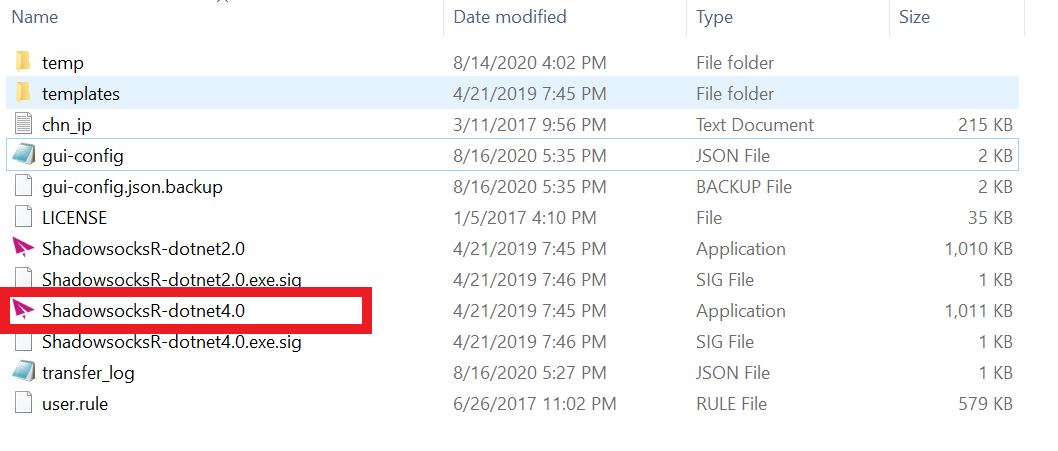 Name Date modified Type Size
temp 8/14/2020 4:02 PM File folder
templates 4/21/2019 7:45 PM File folder
chn_ip 3/11/2017 9:56 PM Text Document 215 KB
gui-config 8/16/2020 5:35 PM JSON File 2 KB
gui-config.json.backup 8/16/2020 5:35 PM BACKUP File 2 KB
LICENSE 1/5/2017 4:10 PM File 35 KB
ShadowsocksR-dotnet2.0 4/21/2019 7:45 PM Application 1,010 KB
ShadowsocksR-dotnet2.0.exe.sig 4/21/2019 7:46 PM SIG File 1 KB
ShadowsocksR-dotnet4.0 4/21/2019 7:45 PM Application 1,011 KB
ShadowsocksR-dotnet4.0.exe.sig 4/21/2019 7:46 PM SIG File 1 KB
transfer_log 8/16/2020 5:27 PM JSON File 1 KB
user.rule 6/26/2017 11:02 PM RULE File 579 KB